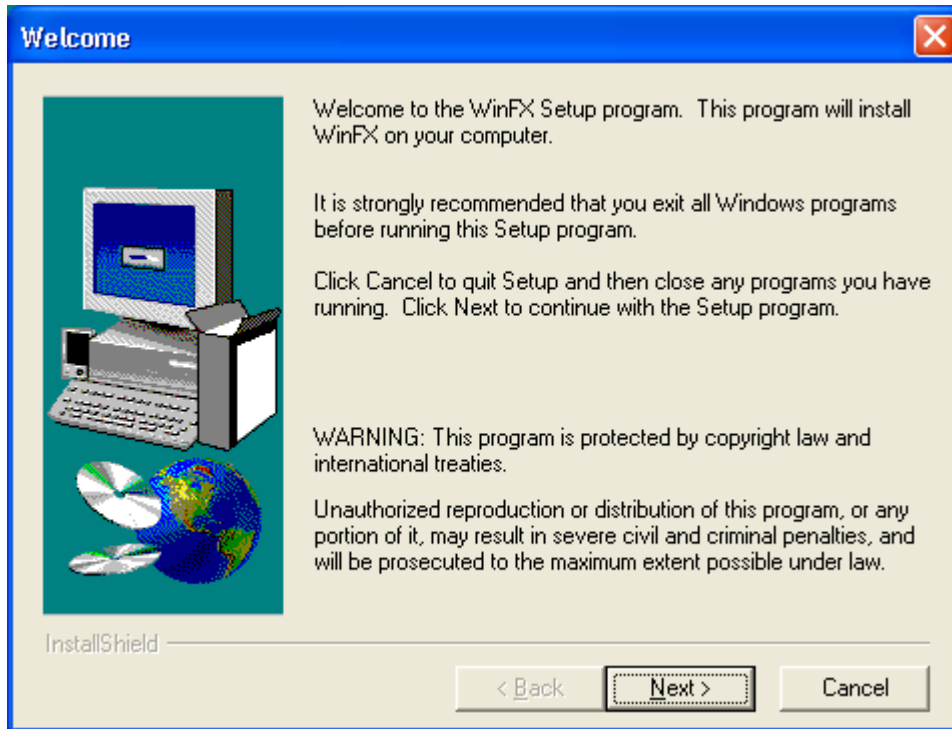 Welcome
Welcome to the WinFX Setup program.  This program will install
WinFX on your computer.
It is strongly recommended that you exit all Windows programs
before running this Setup program.
Click Cancel to quit Setup and then close any programs you have
running.  Click Next to continue with the Setup program.
WARNING: This program is protected by copyright law and
international treaties.
Unauthorized reproduction or distribution of this program, or any
portion of it, may result in severe civil and criminal penalties, and
will be prosecuted to the maximum extent possible under law.
InstallShield
< Back Next > Cancel